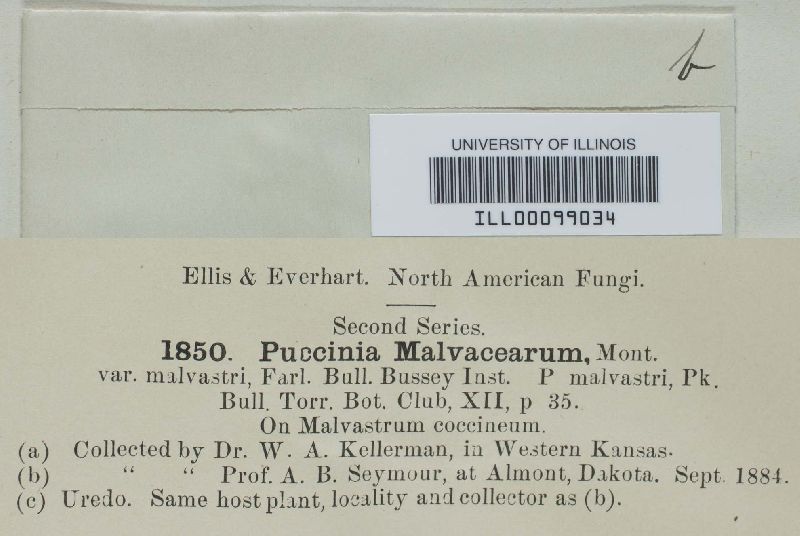 b
UNIVERSITY OF ILLINOIS
ILL00099034
Ellis & Everhart. North American Fungi.
Second Series.
1850. Puccinia Malvacearum, Mont.
var. malvastri, Farl. Bull. Bussey Inst. P malvastri, Pk.
Bull. Torr. Bot. Club, XII, p 35.
On Malvastrum coccineum.
(a) Collected by Dr. W. A. Kellerman, in Western Kansas.
(b) " " Prof. A. B. Seymour, at Almont, Dakota. Sept. 1884.
(c) Uredo. Same host plant, locality and collector as (b).